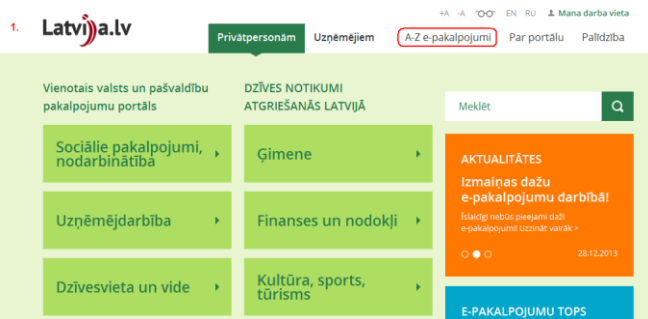 +A -A EN RU Mana darba vieta
1. Latvija.lv
Privātpersonām Uzņēmējiem A-Z e-pakalpojumi Par portālu Palīdzība
Vienotais valsts un pašvaldību
pakalpojumu portāls
Sociālie pakalpojumi,
nodarbinātība
Uzņēmējdarbība
Dzīvesvieta un vide
DZĪVES NOTIKUMI
ATGRIEŠANĀS LATVIJĀ
Ģimene
Finanses un nodokļi
Kultūra, sports,
tūrisms
Meklēt
AKTUALITĀTES
Izmaiņas dažu
e-pakalpojumu darbībā!
Īslaicīgi nebūs pieejami daži
e-pakalpojumi! Uzzināt vairāk >
28.12.2013
E-PAKALPOJUMU TOPS